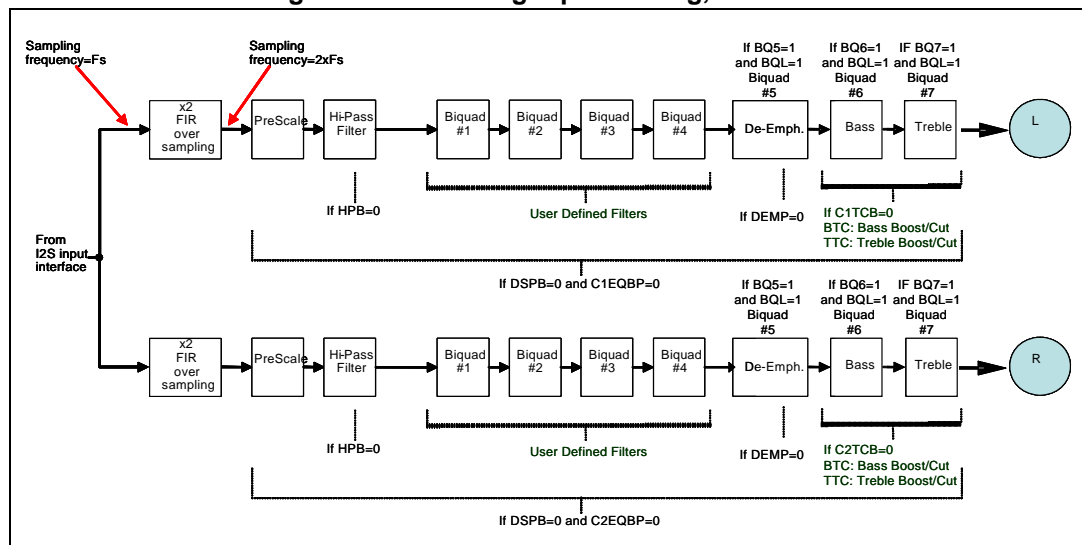 Sampling
frequency=Fs
Sampling
frequency=2xFs
If BQ5=1
and BQL=1
Biquad
#5
If BQ6=1
and BQL=1
Biquad
#6
IF BQ7=1
and BQL=1
Biquad
#7
x2
FIR
over
sampling
PreScale
Hi-Pass
Filter
Biquad
#1
Biquad
#2
Biquad
#3
Biquad
#4
De-Emph.
Bass
Treble
L
If HPB=0
User Defined Filters
If DEMP=0
If C1TCB=0
BTC: Bass Boost/Cut
TTC: Treble Boost/Cut
From
I2S input
interface
If DSPB=0 and C1EQBP=0
If BQ5=1
and BQL=1
Biquad
#5
If BQ6=1
and BQL=1
Biquad
#6
IF BQ7=1
and BQL=1
Biquad
#7
x2
FIR
over
sampling
PreScale
Hi-Pass
Filter
Biquad
#1
Biquad
#2
Biquad
#3
Biquad
#4
De-Emph.
Bass
Treble
R
If HPB=0
User Defined Filters
If DEMP=0
If C2TCB=0
BTC: Bass Boost/Cut
TTC: Treble Boost/Cut
If DSPB=0 and C2EQBP=0